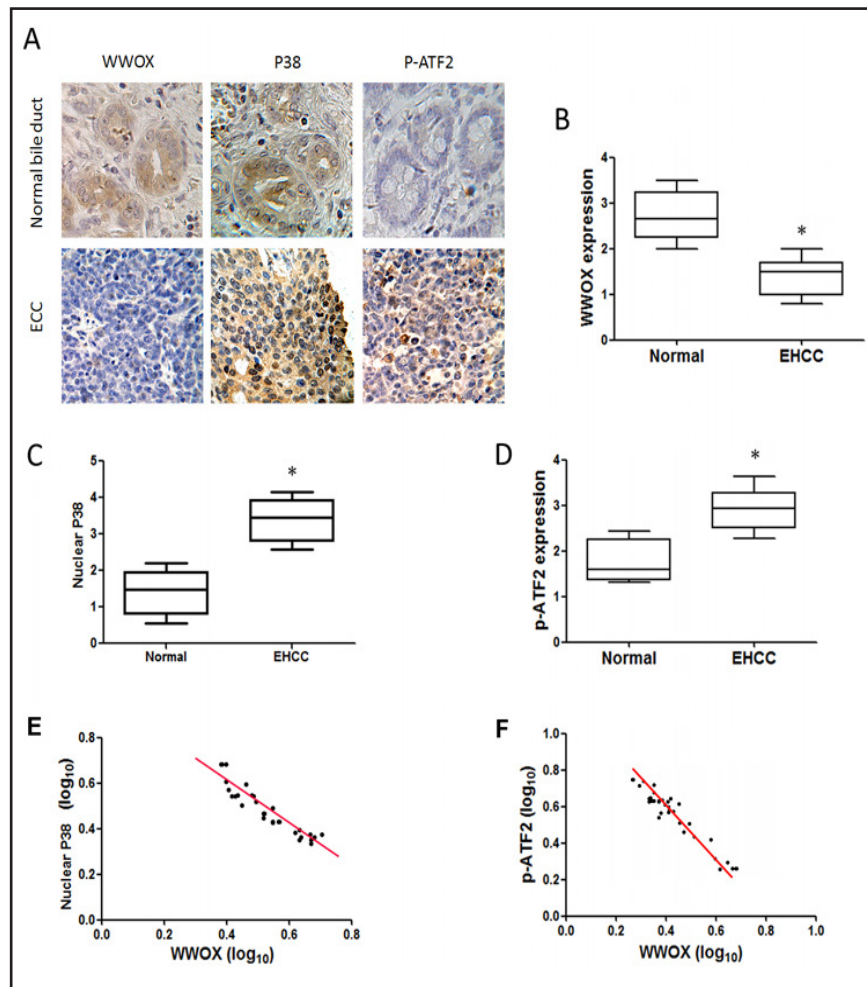 A
WWOX P38 P-ATF2
Normal bile duct
ECC
B
WWOX expression
4
3
2
1
0
*
Normal EHCC
C
Nuclear P38
5
4
3
2
1
0
*
Normal EHCC
D
p-ATF2 expression
4
3
2
1
0
*
Normal EHCC
E
Nuclear P38 (log10)
0.8
0.6
0.4
0.2
0.0
0.0 0.2 0.4 0.6 0.8
WWOX (log10)
F
p-ATF2 (log10)
1.0
0.8
0.6
0.4
0.2
0.0
0.0 0.2 0.4 0.6 0.8 1.0
WWOX (log10)